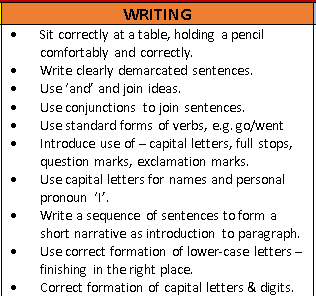 WRITING
• Sit correctly at a table, holding a pencil
comfortably and correctly.
• Write clearly demarcated sentences.
• Use ‘and’ and join ideas.
• Use conjunctions to join sentences.
• Use standard forms of verbs, e.g. go/went
• Introduce use of – capital letters, full stops,
question marks, exclamation marks.
• Use capital letters for names and personal
pronoun ‘I’.
• Write a sequence of sentences to form a
short narrative as introduction to paragraph.
• Use correct formation of lower-case letters –
finishing in the right place.
• Correct formation of capital letters & digits.